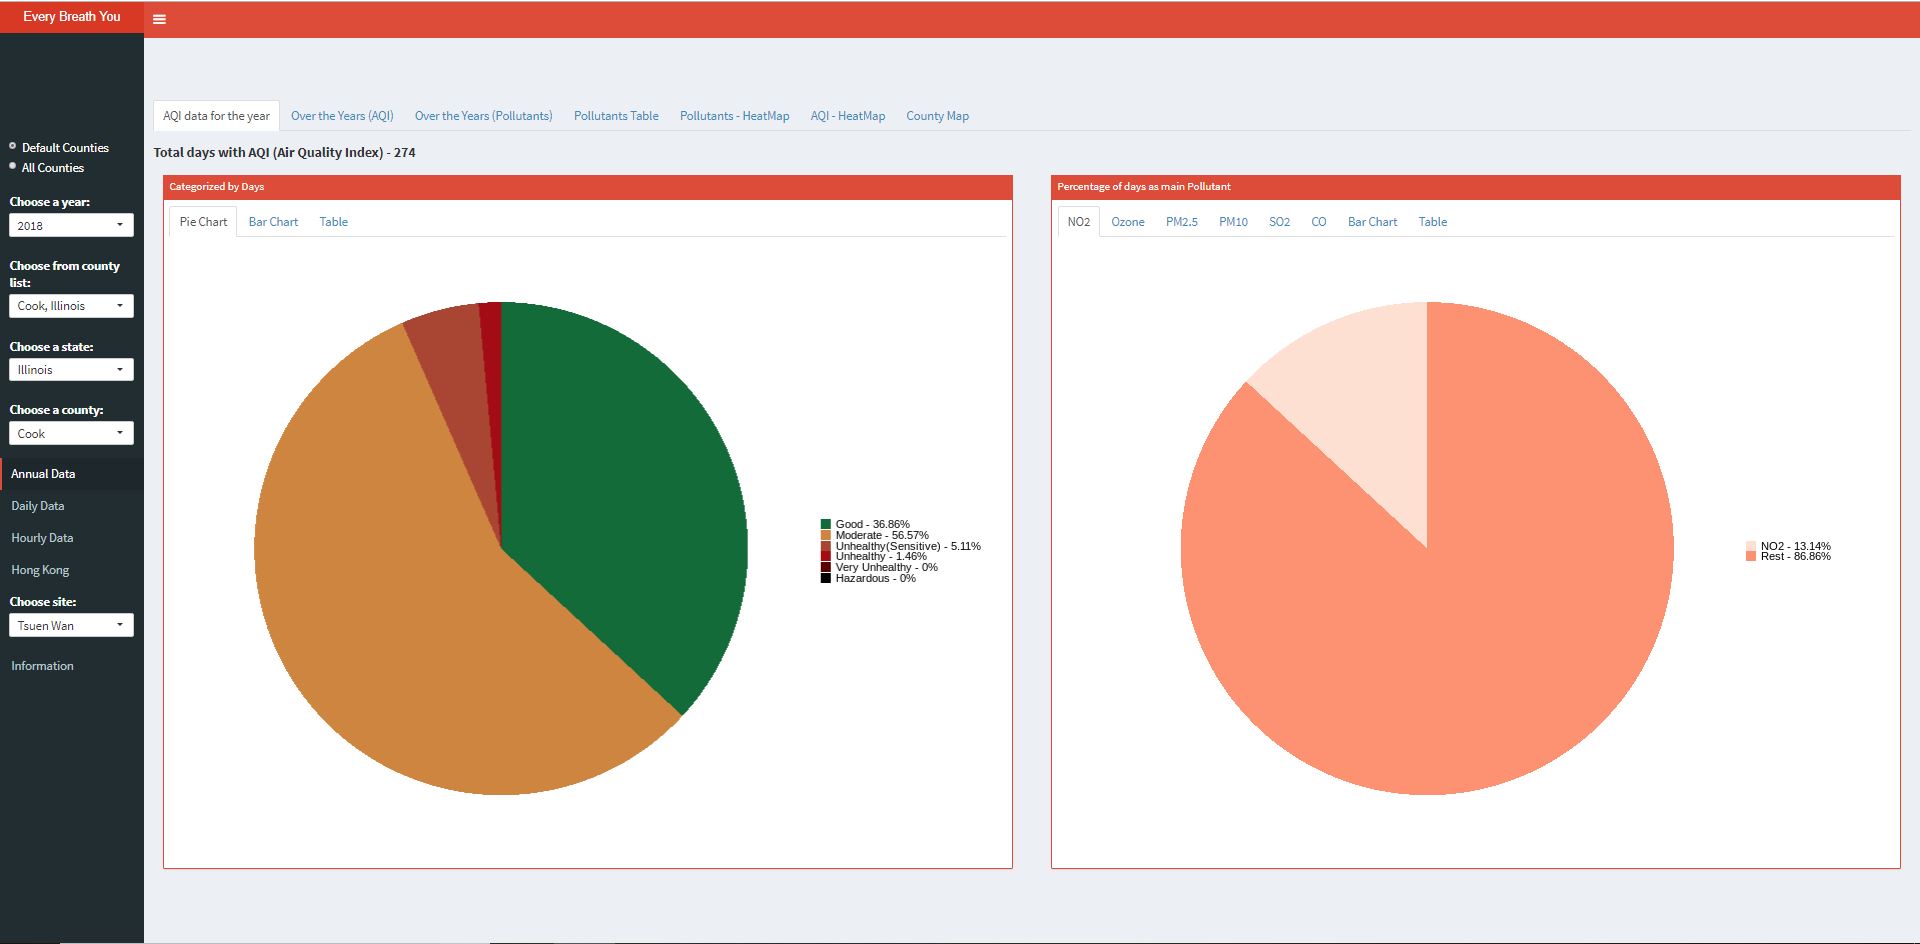 Every Breath You
Default Counties
All Counties
Choose a year:
2018
Choose from county
list:
Cook, Illinois
Choose a state:
Illinois
Choose a county:
Cook
Annual Data
Daily Data
Hourly Data
Hong Kong
Choose site:
Tsuen Wan
Information
AQI data for the year Over the Years (AQI) Over the Years (Pollutants) Pollutants Table Pollutants - HeatMap AQI - HeatMap County Map
Total days with AQI (Air Quality Index) - 274
Categorized by Days
Pie Chart Bar Chart Table
Good - 36.86%
Moderate - 56.57%
Unhealthy(Sensitive) - 5.11%
Unhealthy - 1.46%
Very Unhealthy - 0%
Hazardous - 0%
Percentage of days as main Pollutant
NO2 Ozone PM2.5 PM10 SO2 CO Bar Chart Table
NO2 - 13.14%
Rest - 86.86%